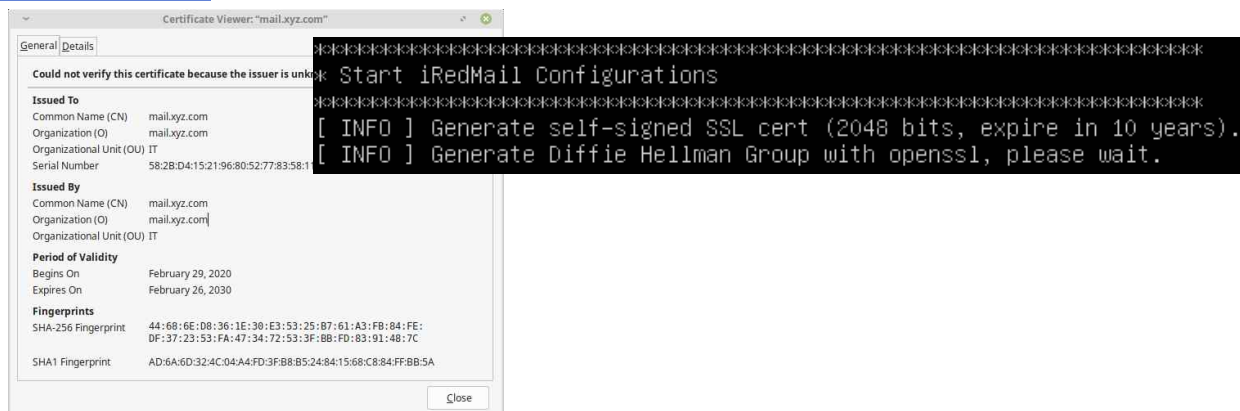 Certificate Viewer: "mail.xyz.com"
General Details
Could not verify this certificate because the issuer is
Issued To
Common Name (CN) mail.xyz.com
Organization (O) mail.xyz.com
Organizational Unit (OU) IT
Serial Number 58:2B:D4:15:21:96:80:52:77:83:58:
Issued By
Common Name (CN) mail.xyz.com
Organization (O) mail.xyz.com
Organizational Unit (OU) IT
Period of Validity
Begins On February 29, 2020
Expires On February 26, 2030
Fingerprints
SHA-256 Fingerprint 44:68:6E:D8:36:1E:30:E3:53:25:B7:61:A3:FB:84:FE:
DF:37:23:53:FA:47:34:72:53:3F:BB:FD:83:91:48:7C
SHA1 Fingerprint AD:6A:6D:32:4C:04:A4:FD:3F:B8:B5:24:84:15:68:C8:84:FF:BB:5A
Close
* Start iRedMail Configurations
[ INFO ] Generate self-signed SSL cert (2048 bits, expire in 10 years).
[ INFO ] Generate Diffie Hellman Group with openssl, please wait.